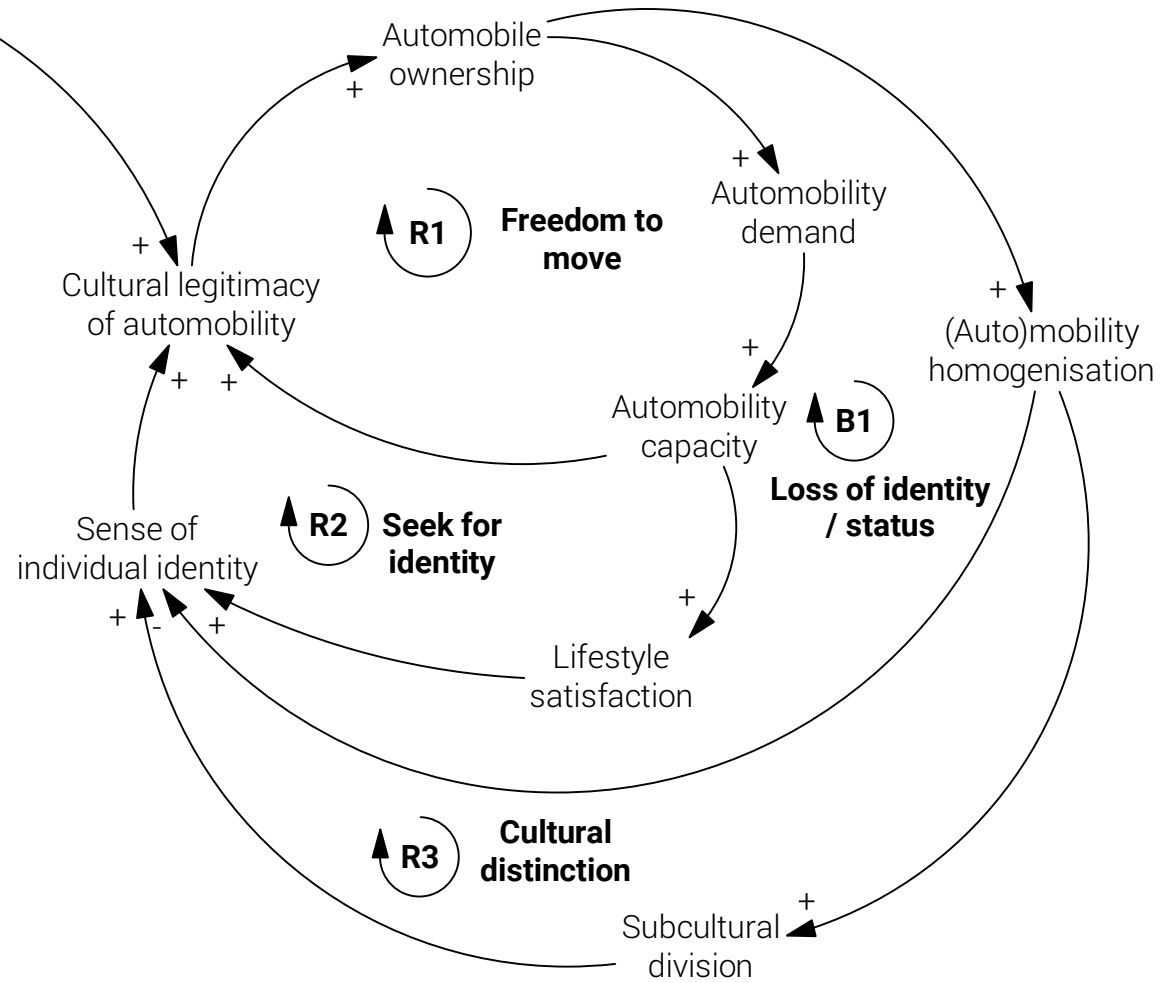 Automobile
ownership
+
+
Automobility
demand
R1
Freedom to
move
+
Cultural legitimacy
of automobility
+
(Auto)mobility
homogenisation
+
+
+
Automobility
capacity
B1
Loss of identity
/ status
Sense of
individual identity
R2
Seek for
identity
+
-
+
+
Lifestyle
satisfaction
R3
Cultural
distinction
+
Subcultural
division